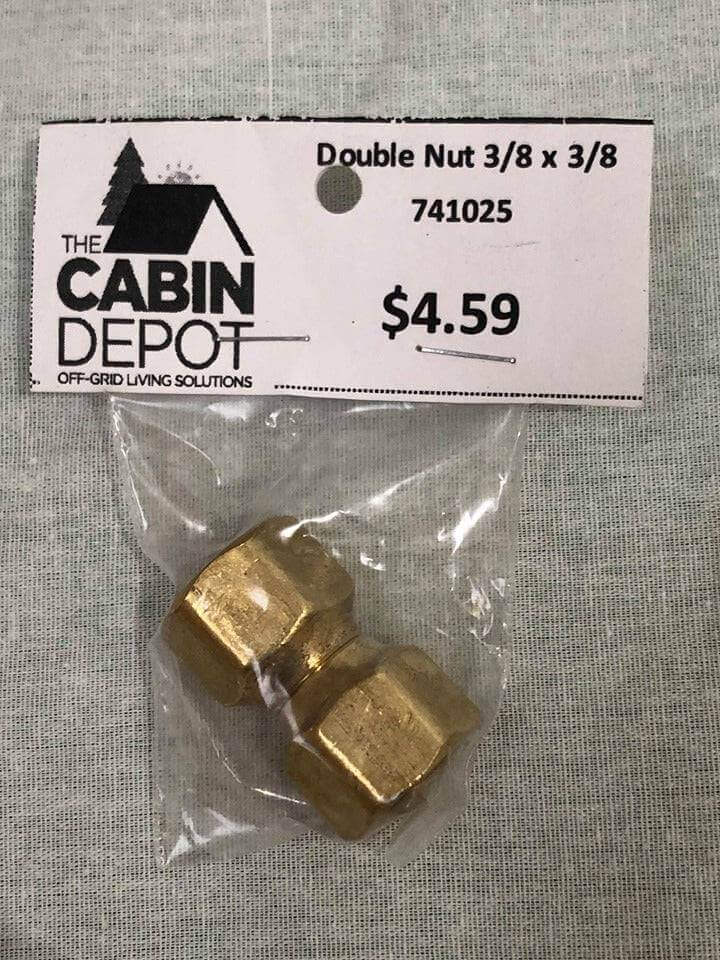 THE
CABIN
DEPOT
OFF-GRID LIVING SOLUTIONS
Double Nut 3/8 x 3/8
741025
$4.59